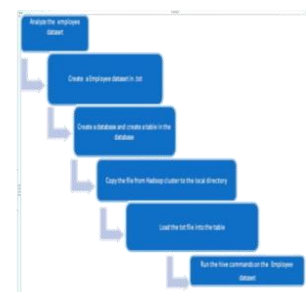 Analyze the employee
dataset
Create a Employee dataset in .txt
Create a database and create a table in the
database
Copy the file from Hadoop cluster to the local directory
Load the txt file into the table
Run the hive commands on the Employee
dataset